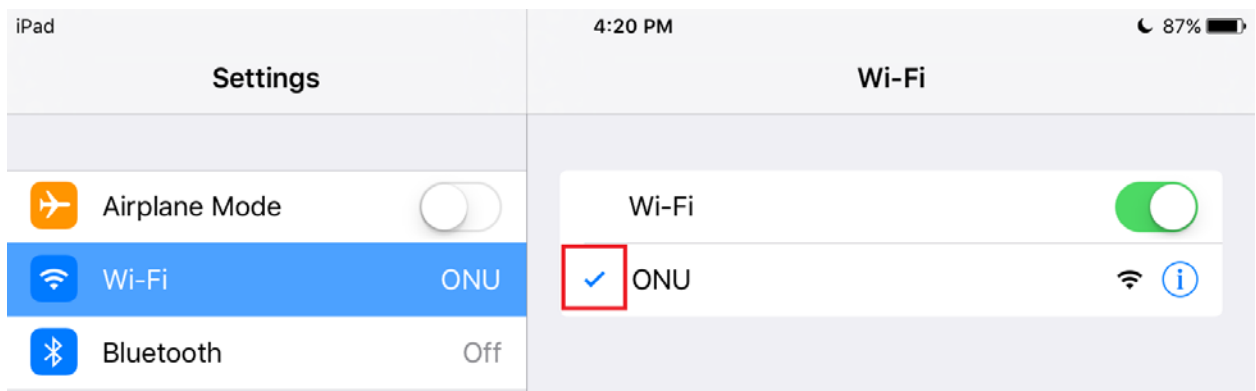 iPad 4:20 PM 87%
Settings Wi-Fi
Airplane Mode
Wi-Fi ONU
Bluetooth Off
Wi-Fi
ONU